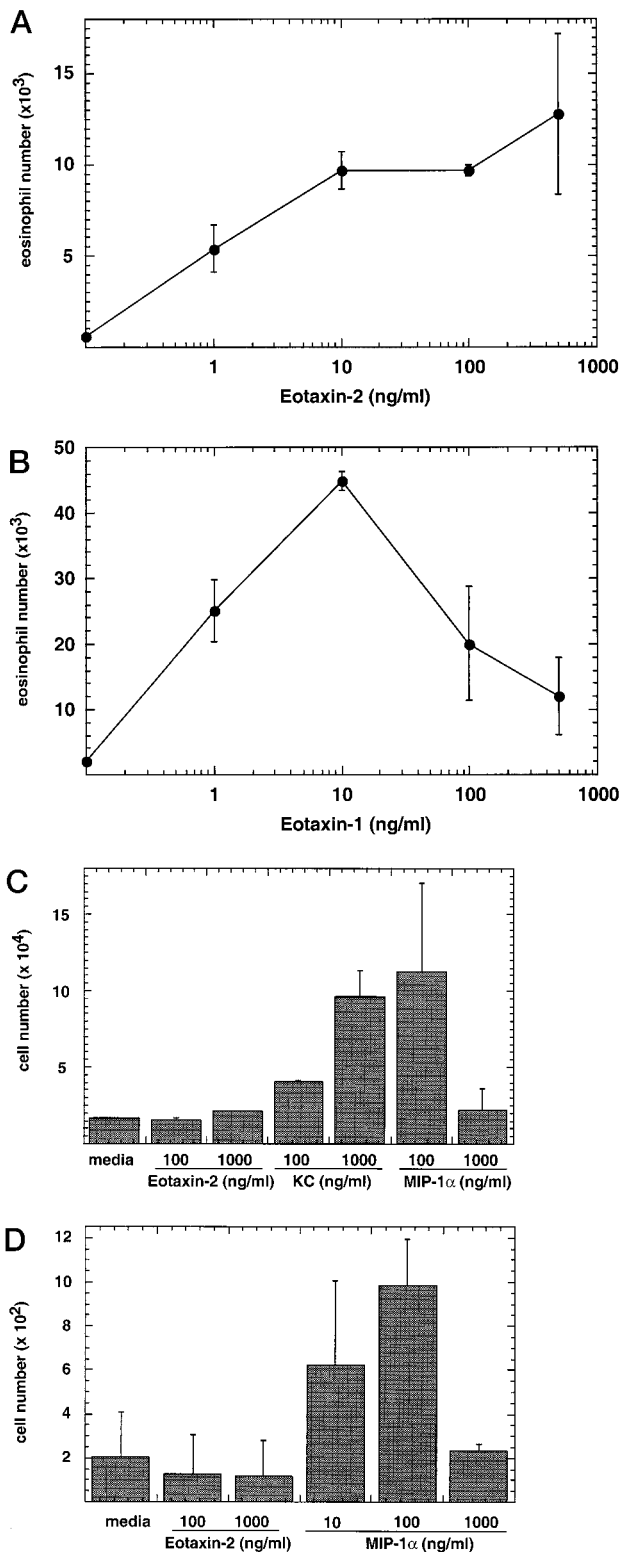 A
eosinophil number (x10³)
15
10
5
1 10 100 1000
Eotaxin-2 (ng/ml)
B
eosinophil number (x10³)
50
40
30
20
10
1 10 100 1000
Eotaxin-1 (ng/ml)
C
cell number (x 10⁴)
15
10
5
media 100 1000 100 1000 100 1000
Eotaxin-2 (ng/ml) KC (ng/ml) MIP-1α (ng/ml)
D
cell number (x 10²)
12
10
8
6
4
2
media 100 1000 10 100 1000
Eotaxin-2 (ng/ml) MIP-1α (ng/ml)